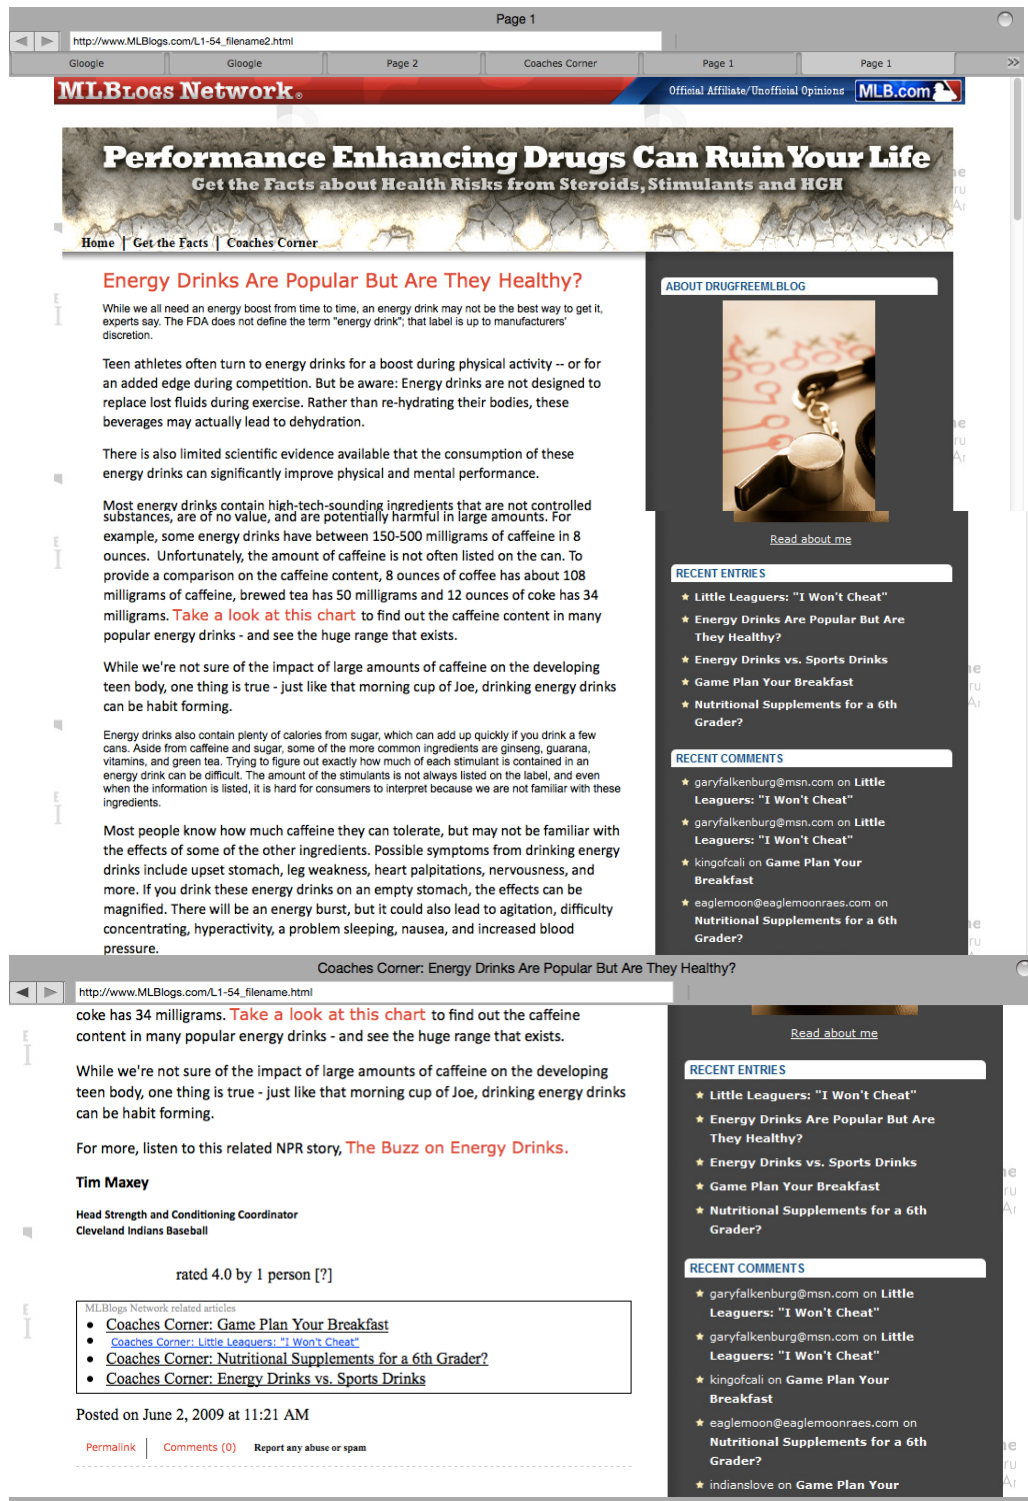 Page 1
http://www.MLBlogs.com/L1-54_filename2.html
Gloogle Gloogle Page 2 Coaches Corner Page 1 Page 1 >>
MLBLOGS NETWORK®
Official Affiliate/Unofficial Opinions MLB.com
Performance Enhancing Drugs Can Ruin Your Life
Get the Facts about Health Risks from Steroids, Stimulants and HGH
Home | Get the Facts | Coaches Corner
Energy Drinks Are Popular But Are They Healthy?
While we all need an energy boost from time to time, an energy drink may not be the best way to get it,
experts say. The FDA does not define the term "energy drink"; that label is up to manufacturers'
discretion.
Teen athletes often turn to energy drinks for a boost during physical activity -- or for
an added edge during competition. But be aware: Energy drinks are not designed to
replace lost fluids during exercise. Rather than re-hydrating their bodies, these
beverages may actually lead to dehydration.
There is also limited scientific evidence available that the consumption of these
energy drinks can significantly improve physical and mental performance.
Most energy drinks contain high-tech-sounding ingredients that are not controlled
substances, are of no value, and are potentially harmful in large amounts. For
example, some energy drinks have between 150-500 milligrams of caffeine in 8
ounces. Unfortunately, the amount of caffeine is not often listed on the can. To
provide a comparison on the caffeine content, 8 ounces of coffee has about 108
milligrams of caffeine, brewed tea has 50 milligrams and 12 ounces of coke has 34
milligrams. Take a look at this chart to find out the caffeine content in many
popular energy drinks - and see the huge range that exists.
While we're not sure of the impact of large amounts of caffeine on the developing
teen body, one thing is true - just like that morning cup of Joe, drinking energy drinks
can be habit forming.
Energy drinks also contain plenty of calories from sugar, which can add up quickly if you drink a few
cans. Aside from caffeine and sugar, some of the more common ingredients are ginseng, guarana,
vitamins, and green tea. Trying to figure out exactly how much of each stimulant is contained in an
energy drink can be difficult. The amount of the stimulants is not always listed on the label, and even
when the information is listed, it is hard for consumers to interpret because we are not familiar with these
ingredients.
Most people know how much caffeine they can tolerate, but may not be familiar with
the effects of some of the other ingredients. Possible symptoms from drinking energy
drinks include upset stomach, leg weakness, heart palpitations, nervousness, and
more. If you drink these energy drinks on an empty stomach, the effects can be
magnified. There will be an energy burst, but it could also lead to agitation, difficulty
concentrating, hyperactivity, a problem sleeping, nausea, and increased blood
pressure.
ABOUT DRUGFREEMLBLOG
Read about me
RECENT ENTRIES
Little Leaguers: "I Won't Cheat"
Energy Drinks Are Popular But Are
They Healthy?
Energy Drinks vs. Sports Drinks
Game Plan Your Breakfast
Nutritional Supplements for a 6th
Grader?
RECENT COMMENTS
garyfalkenburg@msn.com on Little
Leaguers: "I Won't Cheat"
garyfalkenburg@msn.com on Little
Leaguers: "I Won't Cheat"
kingofcali on Game Plan Your
Breakfast
eaglemoon@eaglemoonraes.com on
Nutritional Supplements for a 6th
Grader?
Coaches Corner: Energy Drinks Are Popular But Are They Healthy?
http://www.MLBlogs.com/L1-54_filename.html
coke has 34 milligrams. Take a look at this chart to find out the caffeine
content in many popular energy drinks - and see the huge range that exists.
While we're not sure of the impact of large amounts of caffeine on the developing
teen body, one thing is true - just like that morning cup of Joe, drinking energy drinks
can be habit forming.
For more, listen to this related NPR story, The Buzz on Energy Drinks.
Tim Maxey
Head Strength and Conditioning Coordinator
Cleveland Indians Baseball
rated 4.0 by 1 person [?]
MLBlogs Network related articles
Coaches Corner: Game Plan Your Breakfast
Coaches Corner: Little Leaguers: "I Won't Cheat"
Coaches Corner: Nutritional Supplements for a 6th Grader?
Coaches Corner: Energy Drinks vs. Sports Drinks
Posted on June 2, 2009 at 11:21 AM
Permalink | Comments (0) Report any abuse or spam
Read about me
RECENT ENTRIES
Little Leaguers: "I Won't Cheat"
Energy Drinks Are Popular But Are
They Healthy?
Energy Drinks vs. Sports Drinks
Game Plan Your Breakfast
Nutritional Supplements for a 6th
Grader?
RECENT COMMENTS
garyfalkenburg@msn.com on Little
Leaguers: "I Won't Cheat"
garyfalkenburg@msn.com on Little
Leaguers: "I Won't Cheat"
kingofcali on Game Plan Your
Breakfast
eaglemoon@eaglemoonraes.com on
Nutritional Supplements for a 6th
Grader?
indianslove on Game Plan Your